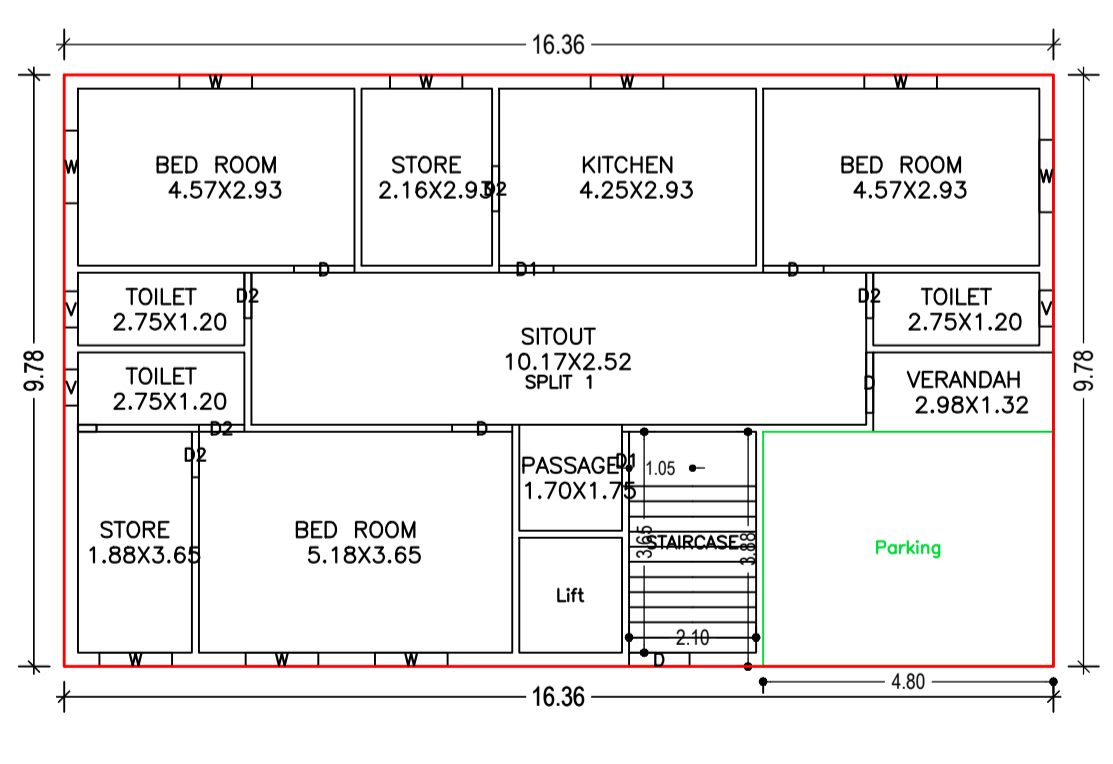 16.36
W
W
W
W
9.78
9.78
W
BED ROOM
4.57X2.93
STORE
2.16X2.93
D2
KITCHEN
4.25X2.93
BED ROOM
4.57X2.93
W
D
D1
D
V
TOILET
2.75X1.20
D2
SITOUT
10.17X2.52
SPLIT 1
D2
TOILET
2.75X1.20
V
V
TOILET
2.75X1.20
D
VERANDAH
2.98X1.32
D2
D
D2
PASSAGE
1.70X1.75
D1
1.05
STORE
1.88X3.65
BED ROOM
5.18X3.65
3.65
STAIRCASE
3.88
Parking
Lift
2.10
W
W
W
D
4.80
16.36